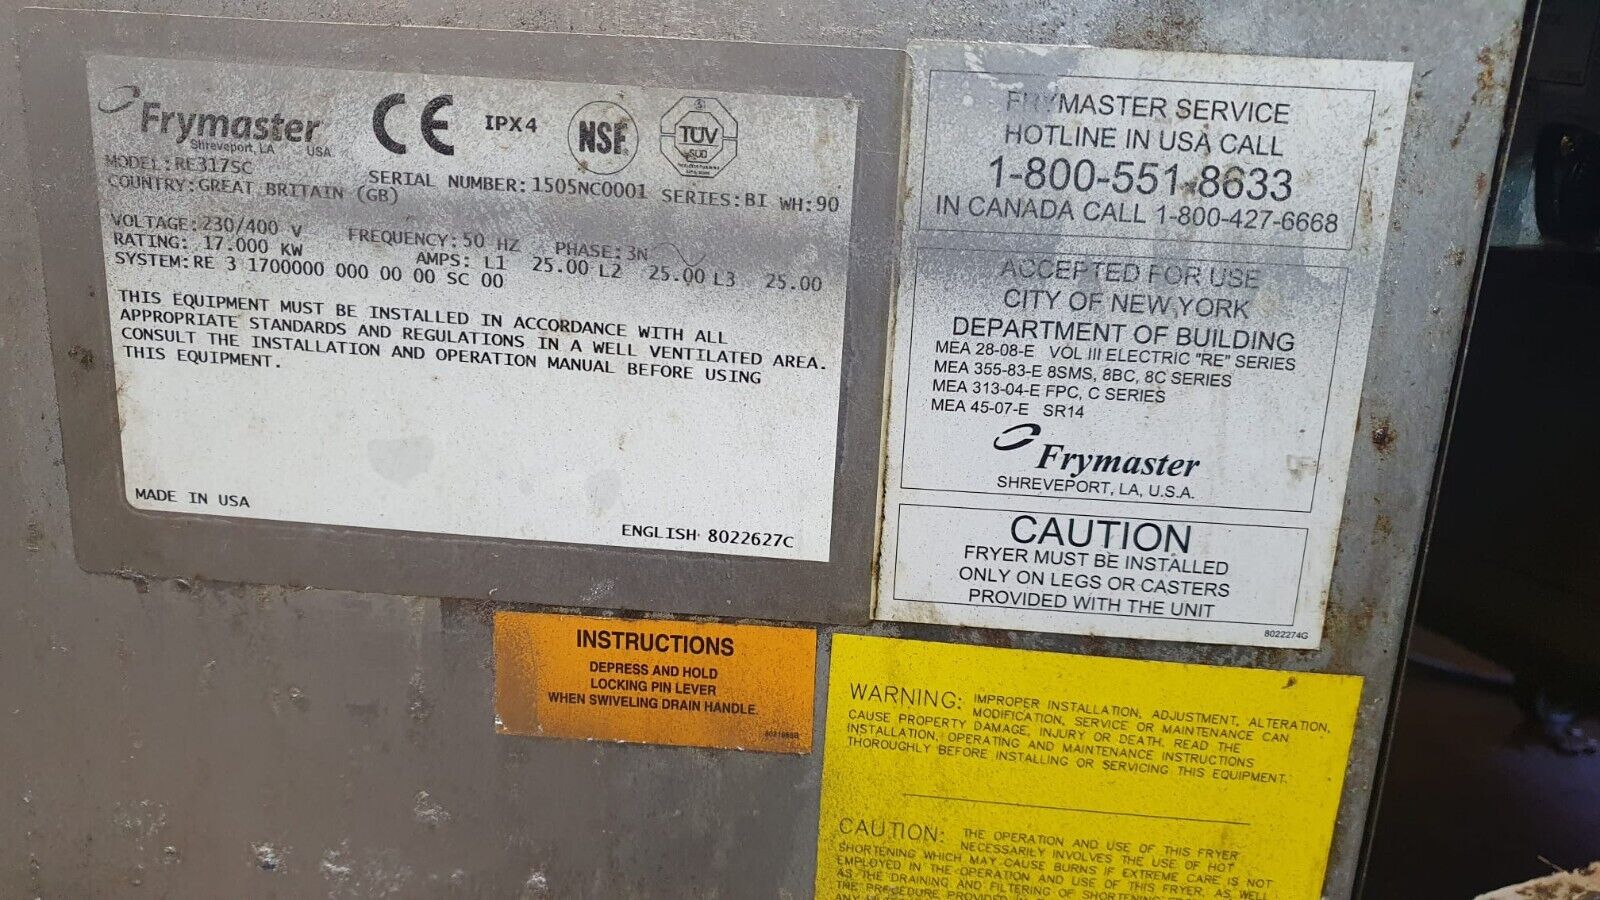 Frymaster
Shreveport, LA USA
CE IPX4 NSF TÜV
SUD
MODEL:RE317SC
SERIAL NUMBER:1505NC0001 SERIES:BI WH:90
COUNTRY:GREAT BRITAIN (GB)
VOLTAGE:230/400 V FREQUENCY:50 HZ PHASE:3N
RATING: 17.000 KW AMPS: L1 25.00 L2 25.00 L3 25.00
SYSTEM:RE 3 1700000 000 00 00 SC 00
THIS EQUIPMENT MUST BE INSTALLED IN ACCORDANCE WITH ALL
APPROPRIATE STANDARDS AND REGULATIONS IN A WELL VENTILATED AREA.
CONSULT THE INSTALLATION AND OPERATION MANUAL BEFORE USING
THIS EQUIPMENT.
MADE IN USA
ENGLISH 8022627C
FRYMASTER SERVICE
HOTLINE IN USA CALL
1-800-551-8633
IN CANADA CALL 1-800-427-6668
ACCEPTED FOR USE
CITY OF NEW YORK
DEPARTMENT OF BUILDING
MEA 28-08-E VOL III ELECTRIC "RE" SERIES
MEA 355-83-E 8SMS, 8BC, 8C SERIES
MEA 313-04-E FPC, C SERIES
MEA 45-07-E SR14
Frymaster
SHREVEPORT, LA, U.S.A.
CAUTION
FRYER MUST BE INSTALLED
ONLY ON LEGS OR CASTERS
PROVIDED WITH THE UNIT
8022274G
INSTRUCTIONS
DEPRESS AND HOLD
LOCKING PIN LEVER
WHEN SWIVELING DRAIN HANDLE.
WARNING: IMPROPER INSTALLATION, ADJUSTMENT, ALTERATION,
MODIFICATION, SERVICE OR MAINTENANCE CAN
CAUSE PROPERTY DAMAGE, INJURY OR DEATH. READ THE
INSTALLATION, OPERATING AND MAINTENANCE INSTRUCTIONS
THOROUGHLY BEFORE INSTALLING OR SERVICING THIS EQUIPMENT.
CAUTION: THE OPERATION AND USE OF THIS FRYER
NECESSARILY INVOLVES THE USE OF HOT
SHORTENING WHICH MAY CAUSE BURNS IF EXTREME CARE IS NOT
EMPLOYED IN THE OPERATION AND USE OF THIS FRYER, AS WELL
AS THE DRAINING AND FILTERING OF SHORTENING
THE PROCEDURE PROVIDED IN